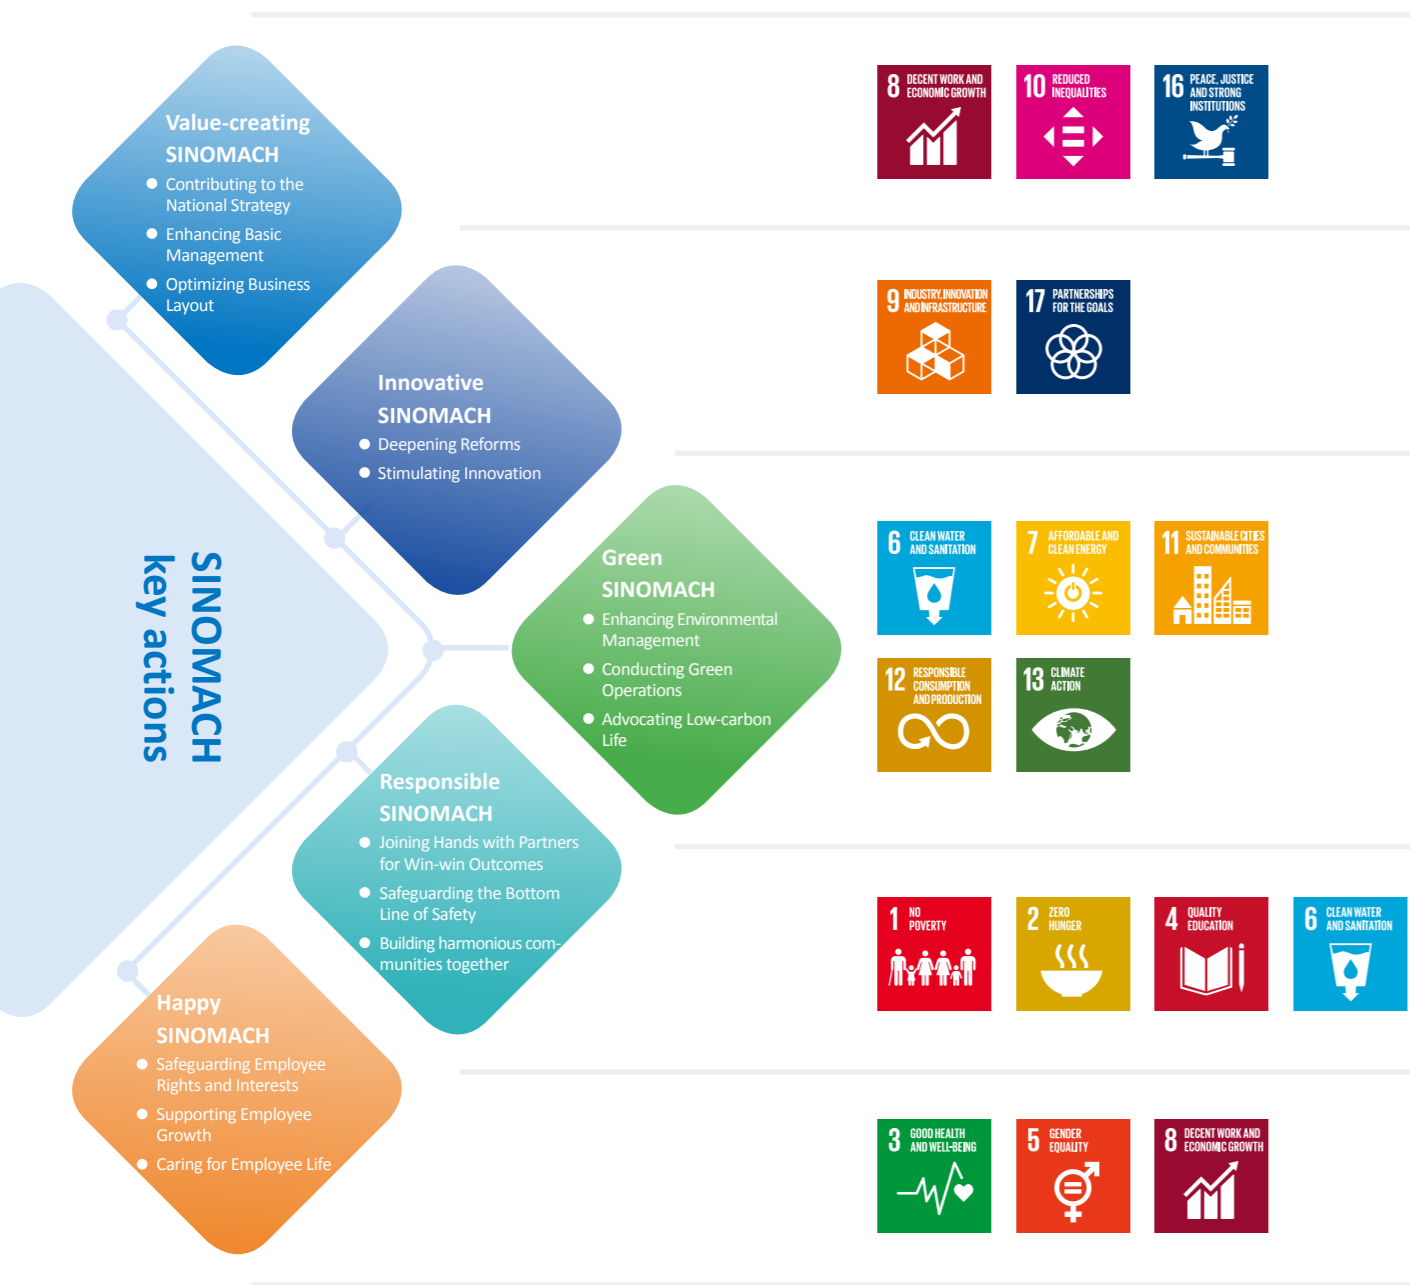 SINOMACH
key actions
Value-creating
SINOMACH
Contributing to the
National Strategy
Enhancing Basic
Management
Optimizing Business
Layout
8 DECENT WORK AND
ECONOMIC GROWTH
10 REDUCED
INEQUALITIES
16 PEACE, JUSTICE
AND STRONG
INSTITUTIONS
Innovative
SINOMACH
Deepening Reforms
Stimulating Innovation
9 INDUSTRY, INNOVATION
AND INFRASTRUCTURE
17 PARTNERSHIPS
FOR THE GOALS
Green
SINOMACH
Enhancing Environmental
Management
Conducting Green
Operations
Advocating Low-carbon
Life
6 CLEAN WATER
AND SANITATION
7 AFFORDABLE AND
CLEAN ENERGY
11 SUSTAINABLE CITIES
AND COMMUNITIES
12 RESPONSIBLE
CONSUMPTION
AND PRODUCTION
13 CLIMATE
ACTION
Responsible
SINOMACH
Joining Hands with Partners
for Win-win Outcomes
Safeguarding the Bottom
Line of Safety
Building harmonious com-
munities together
1 NO
POVERTY
2 ZERO
HUNGER
4 QUALITY
EDUCATION
6 CLEAN WATER
AND SANITATION
Happy
SINOMACH
Safeguarding Employee
Rights and Interests
Supporting Employee
Growth
Caring for Employee Life
3 GOOD HEALTH
AND WELL-BEING
5 GENDER
EQUALITY
8 DECENT WORK AND
ECONOMIC GROWTH